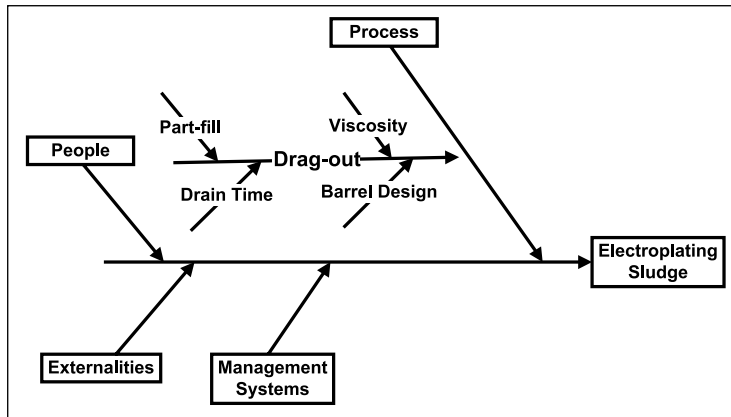 Process
Part-fill
Viscosity
People
Drag-out
Drain Time
Barrel Design
Electroplating
Sludge
Externalities
Management
Systems